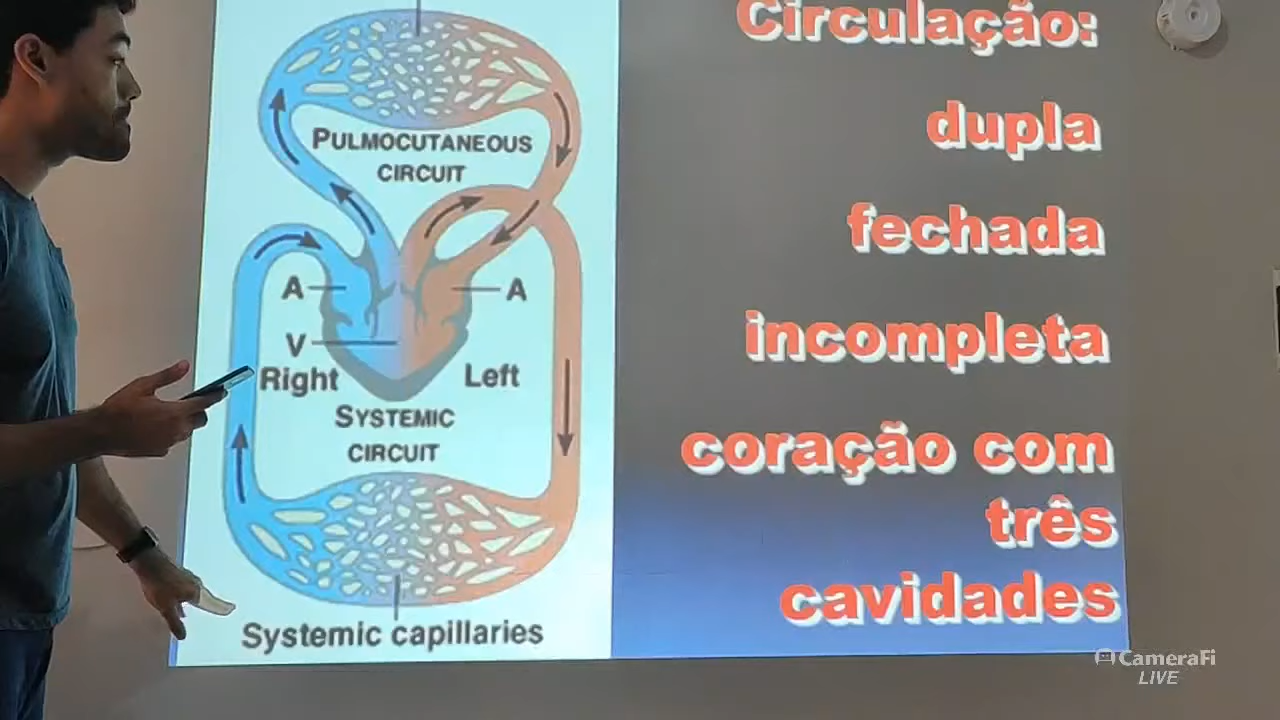 PULMOCUTANEOUS
CIRCUIT
A
A
V
Right
Left
SYSTEMIC
CIRCUIT
Systemic capillaries
Circulação:
dupla
fechada
incompleta
coração com
três
cavidades
CameraFi
LIVE